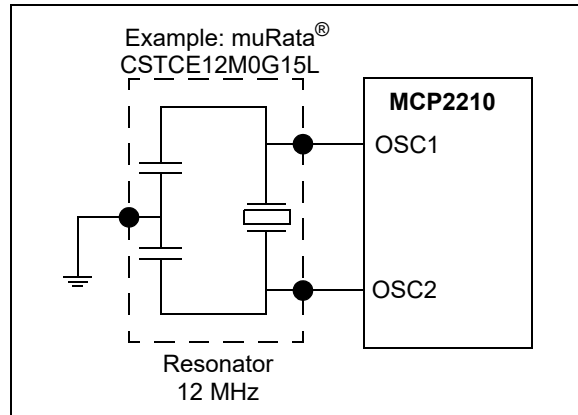 Example: muRata®
CSTCE12M0G15L
MCP2210
OSC1
OSC2
Resonator
12 MHz